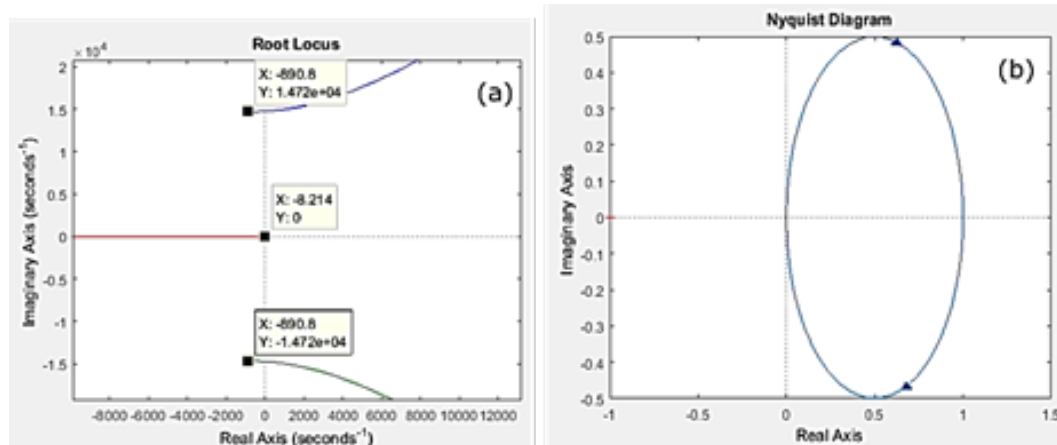 Root Locus
× 10⁴
2
1.5
1
0.5
0
-0.5
-1
-1.5
X: -890.8
Y: 1.472e+04
(a)
X: -8.214
Y: 0
X: -890.8
Y: -1.472e+04
-8000 -6000 -4000 -2000 0 2000 4000 6000 8000 10000 12000
Real Axis (seconds⁻¹)
Imaginary Axis (seconds⁻¹)
Nyquist Diagram
0.5
0.4
0.3
0.2
0.1
0
-0.1
-0.2
-0.3
-0.4
-0.5
(b)
-1 -0.5 0 0.5 1 1.5
Real Axis
Imaginary Axis